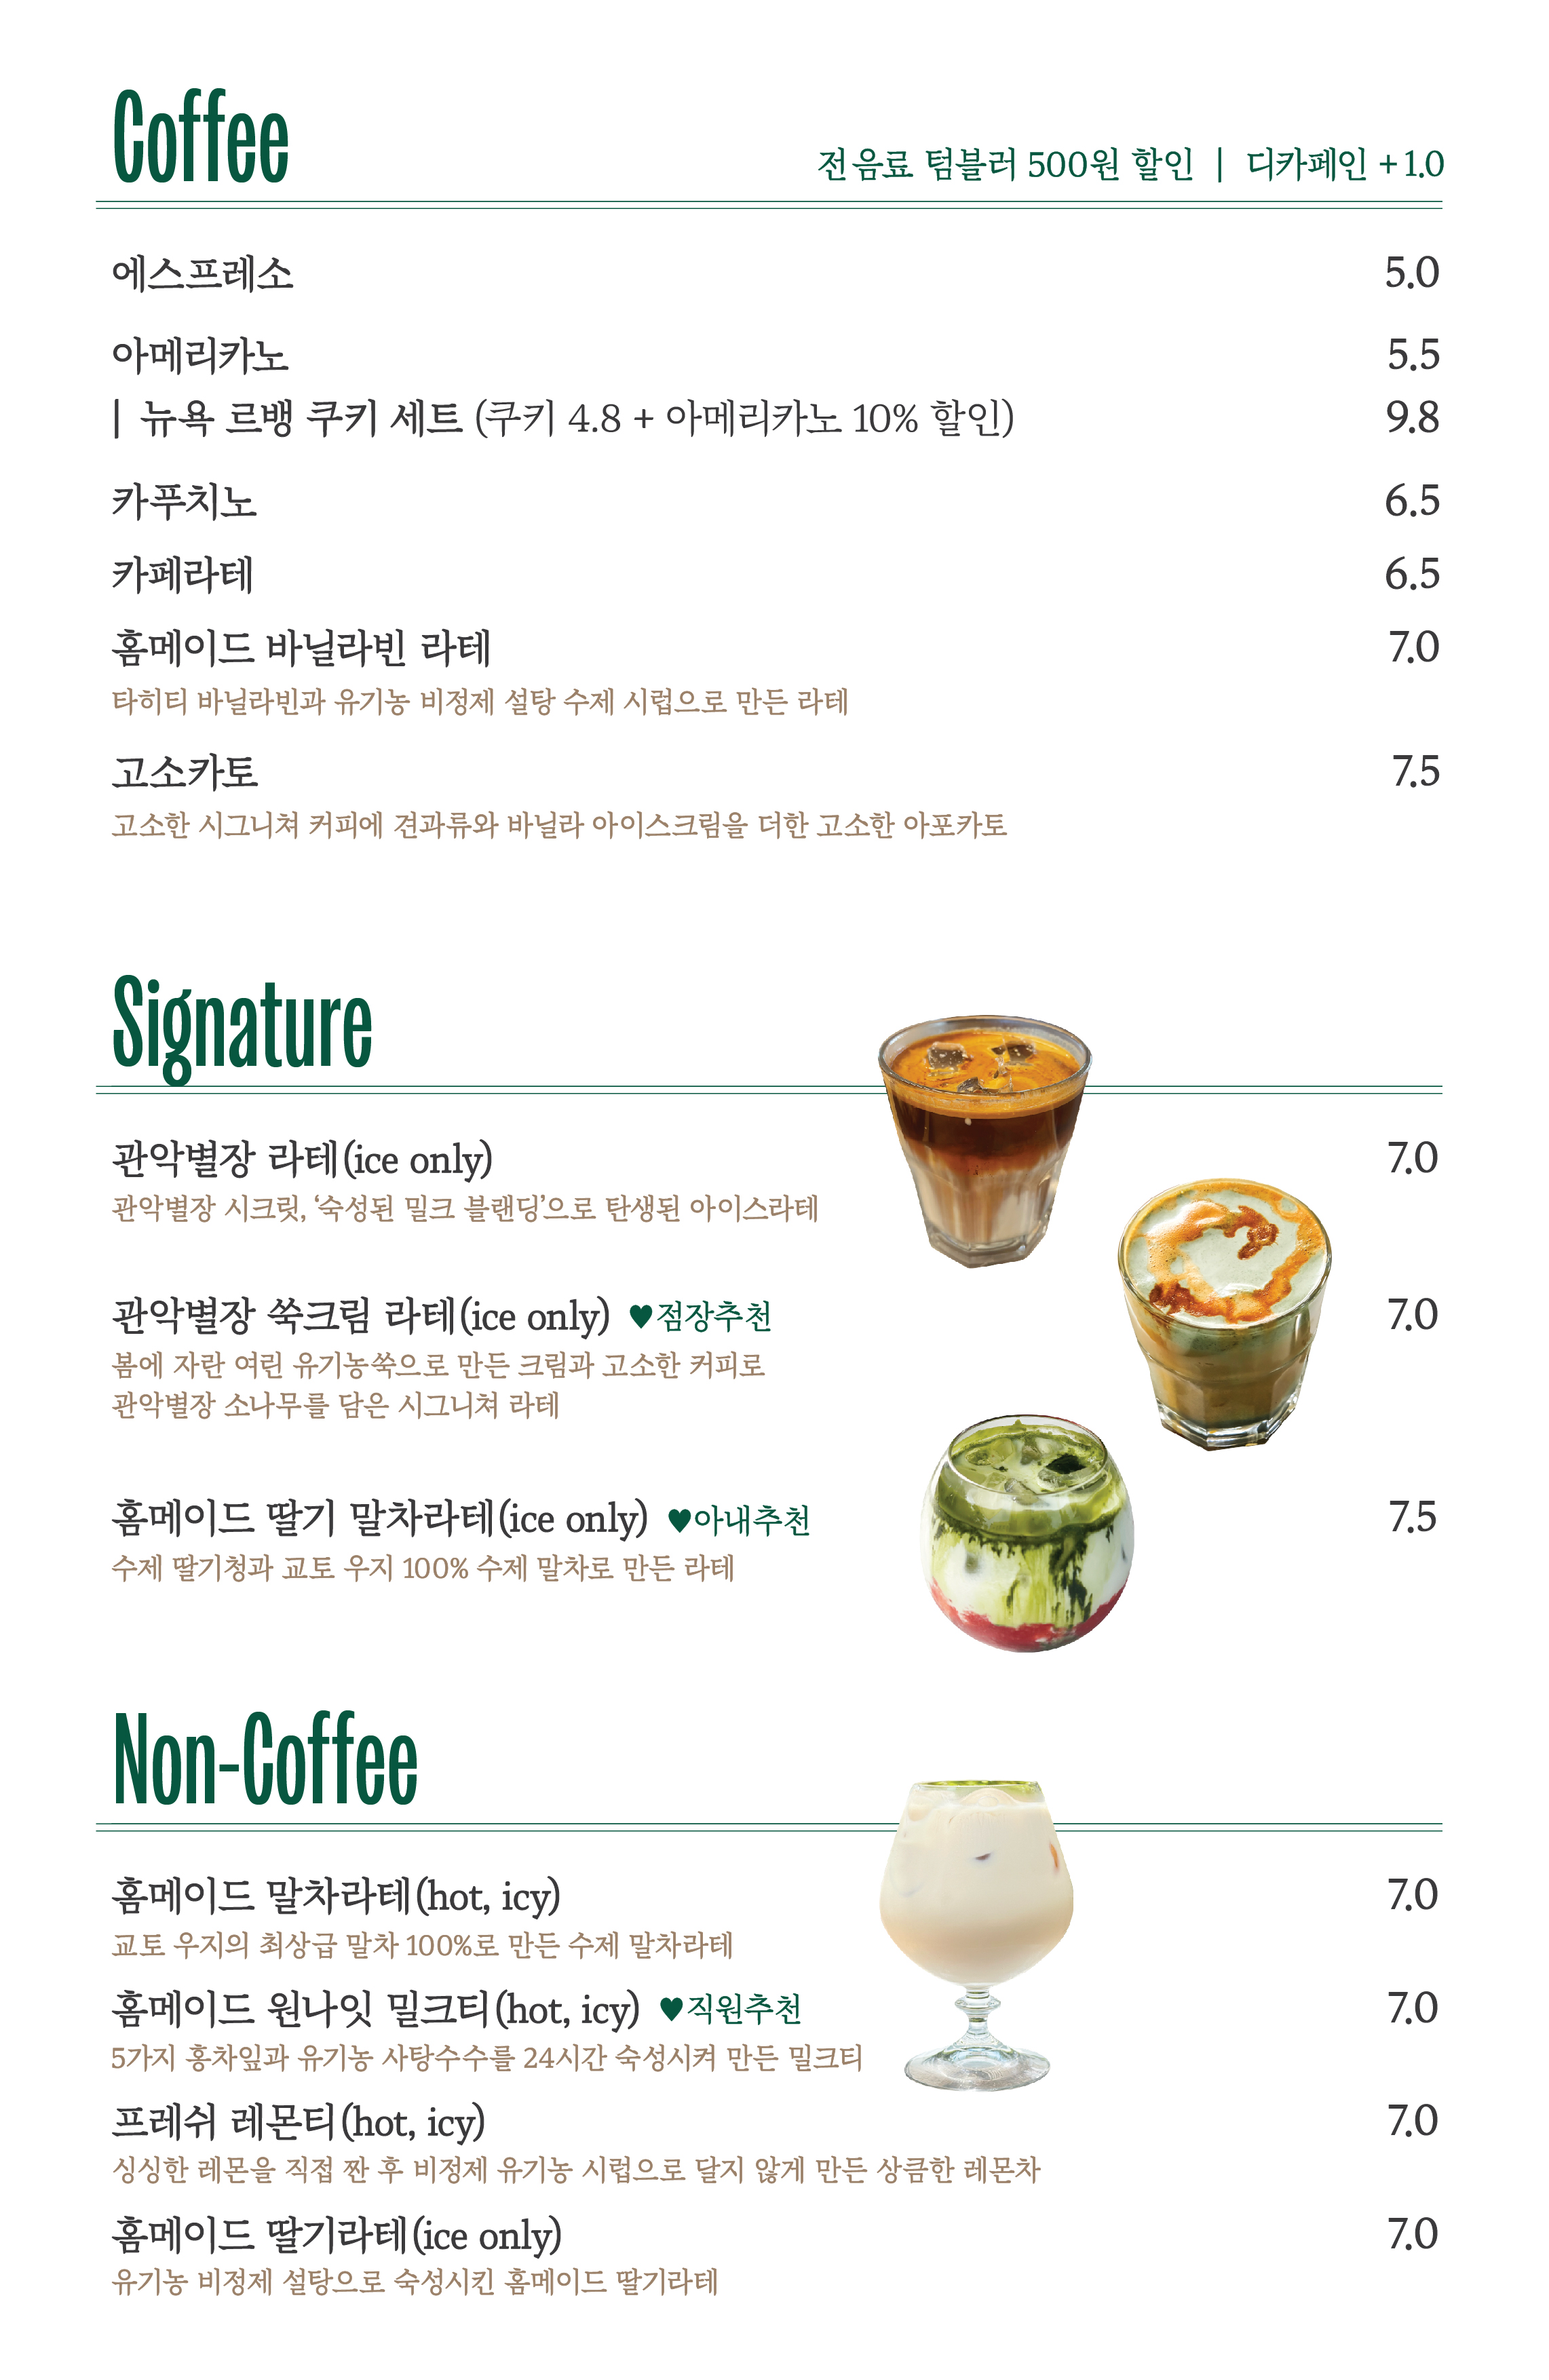 Coffee
전음료 텀블러 500원 할인 | 디카페인 +1.0
에스프레소 5.0
아메리카노 5.5
| 뉴욕 르뱅 쿠키 세트 (쿠키 4.8 + 아메리카노 10% 할인) 9.8
카푸치노 6.5
카페라테 6.5
홈메이드 바닐라빈 라테 7.0
타히티 바닐라빈과 유기농 비정제 설탕 수제 시럽으로 만든 라테
고소카토 7.5
고소한 시그니쳐 커피에 견과류와 바닐라 아이스크림을 더한 고소한 아포카토
Signature
관악별장 라테(ice only) 7.0
관악별장 시크릿, ‘숙성된 밀크 블랜딩’으로 탄생된 아이스라테
관악별장 쑥크림 라테(ice only) ♥점장추천 7.0
봄에 자란 여린 유기농쑥으로 만든 크림과 고소한 커피로
관악별장 소나무를 담은 시그니쳐 라테
홈메이드 딸기 말차라테(ice only) ♥아내추천 7.5
수제 딸기청과 교토 우지 100% 수제 말차로 만든 라테
Non-Coffee
홈메이드 말차라테(hot, icy) 7.0
교토 우지의 최상급 말차 100%로 만든 수제 말차라테
홈메이드 원나잇 밀크티(hot, icy) ♥직원추천 7.0
5가지 홍차잎과 유기농 사탕수수를 24시간 숙성시켜 만든 밀크티
프레쉬 레몬티(hot, icy) 7.0
싱싱한 레몬을 직접 짠 후 비정제 유기농 시럽으로 달지 않게 만든 상큼한 레몬차
홈메이드 딸기라테(ice only) 7.0
유기농 비정제 설탕으로 숙성시킨 홈메이드 딸기라테